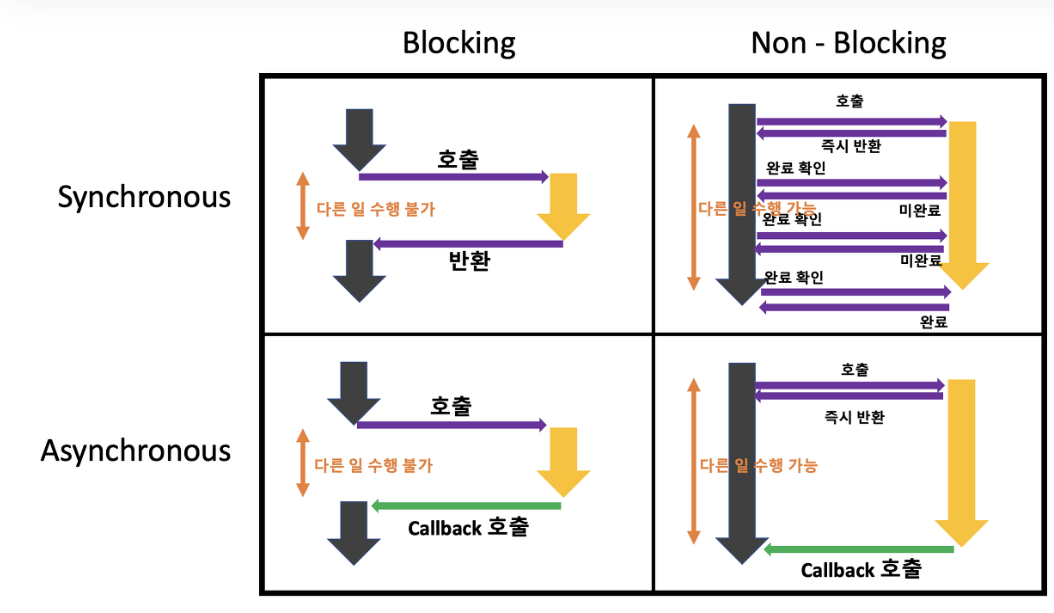 Blocking
Non - Blocking
Synchronous
호출
다른 일 수행 불가
반환
호출
즉시 반환
완료 확인
다른 일 수행 가능
미완료
완료 확인
미완료
완료 확인
완료
Asynchronous
호출
다른 일 수행 불가
Callback 호출
호출
즉시 반환
다른 일 수행 가능
Callback 호출